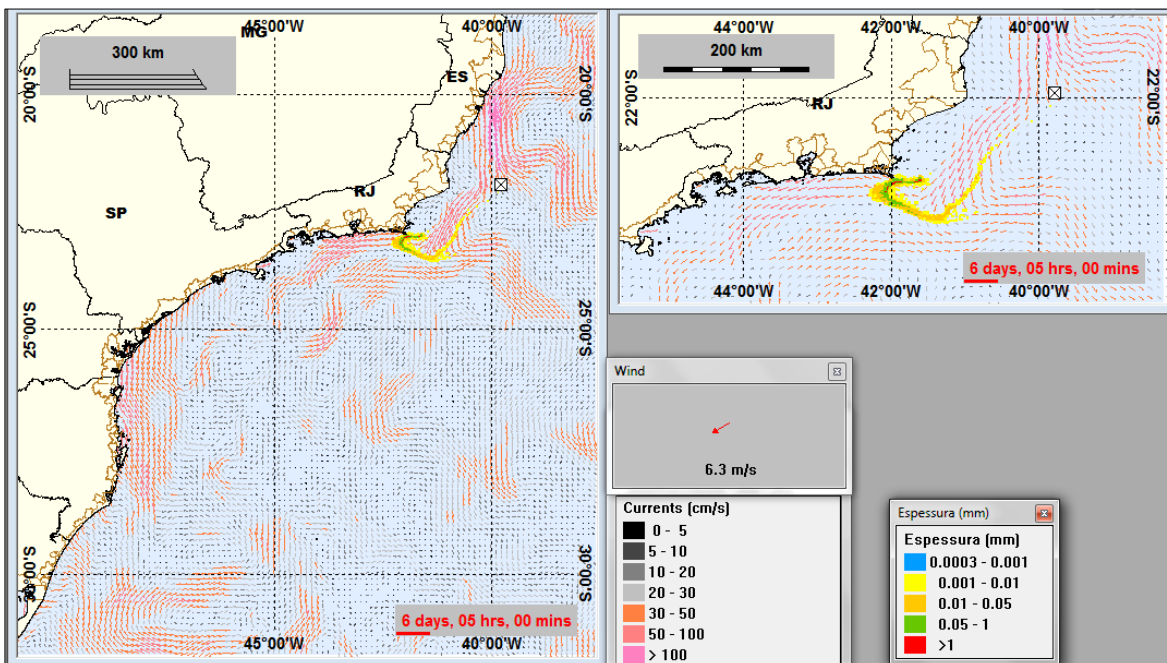 45°00'W
40°00'W
MG
300 km
ES
20°00'S
20°00'S
RJ
SP
25°00'S
25°00'S
30°00'S
30°00'S
6 days, 05 hrs, 00 mins
45°00'W
40°00'W
44°00'W
42°00'W
40°00'W
200 km
22°00'S
RJ
22°00'S
6 days, 05 hrs, 00 mins
44°00'W
42°00'W
40°00'W
Wind
6.3 m/s
Currents (cm/s)
0 - 5
5 - 10
10 - 20
20 - 30
30 - 50
50 - 100
> 100
Espessura (mm)
Espessura (mm)
0.0003 - 0.001
0.001 - 0.01
0.01 - 0.05
0.05 - 1
>1